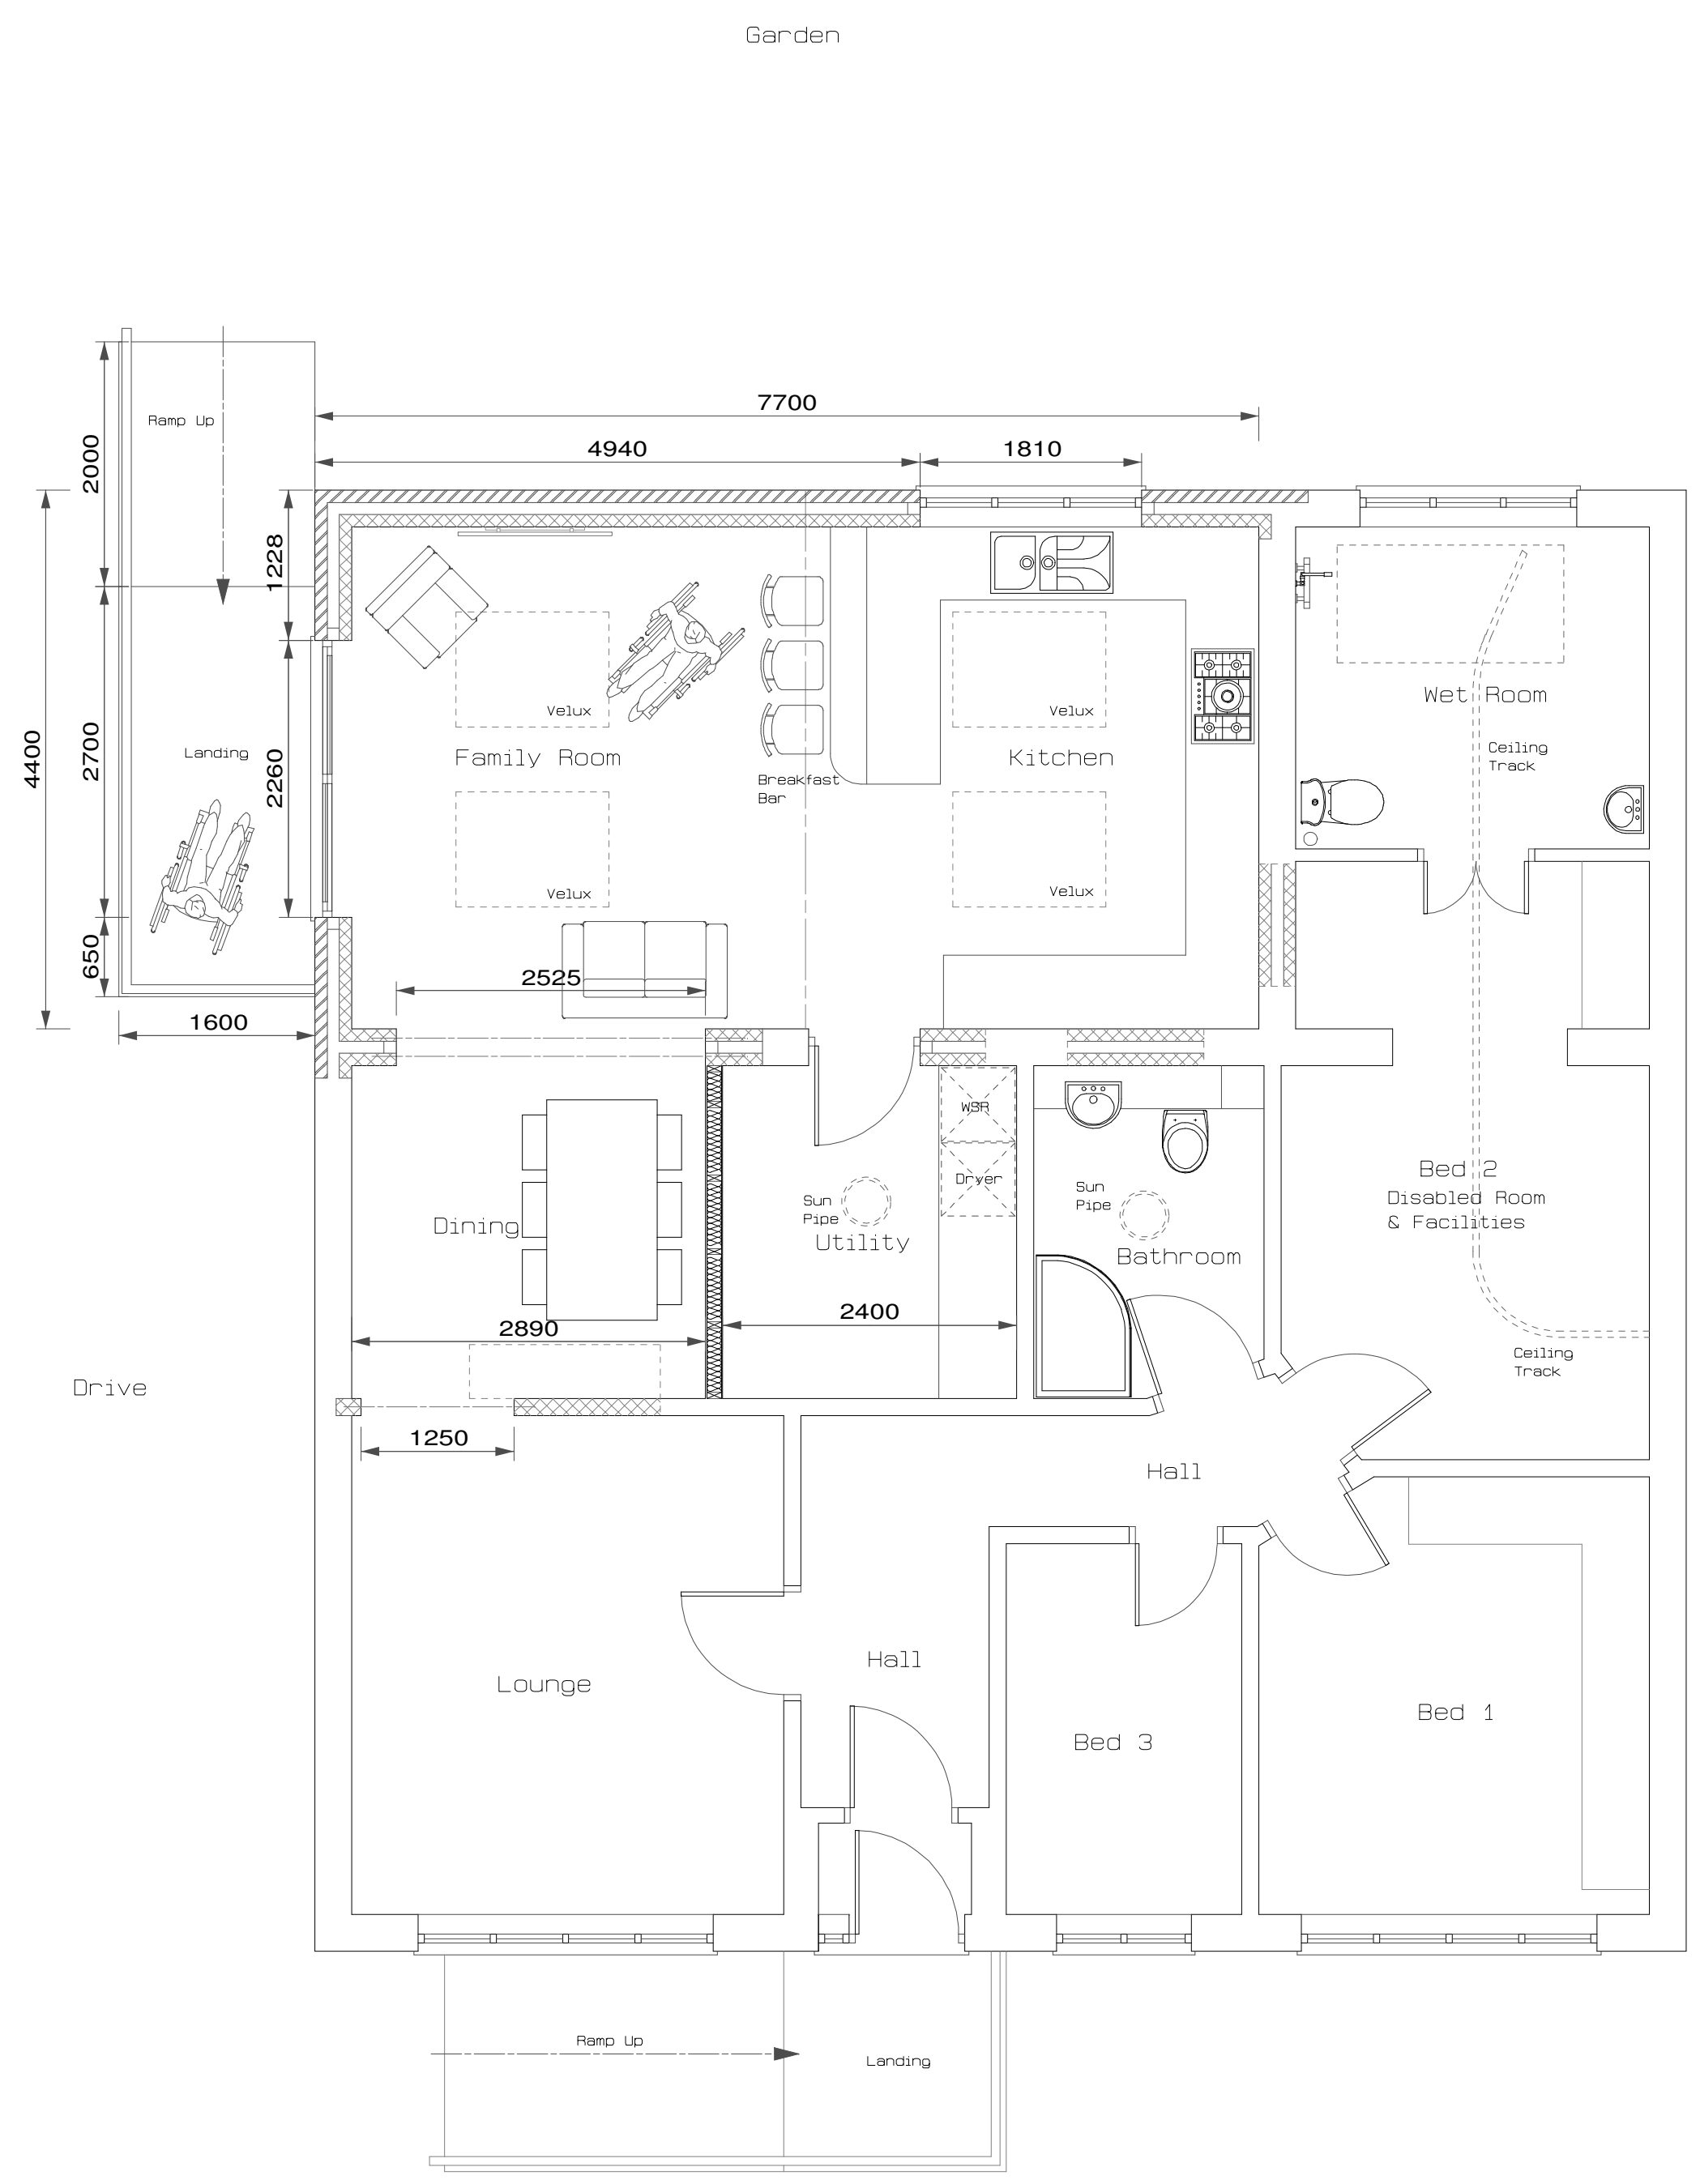 Garden
7700
Ramp Up
4940
1810
2000
1228
Wet Room
Velux
Velux
4400
2700
Landing
2260
Family Room
Kitchen
Ceiling
Track
Breakfast
Bar
Velux
Velux
650
2525
1600
WSR
Dryer
Sun
Pipe
Sun
Pipe
Bed 2
Disabled Room
& Facilities
Dining
Utility
Bathroom
2400
2890
Ceiling
Track
Drive
1250
Hall
Hall
Lounge
Bed 1
Bed 3
Ramp Up
Landing